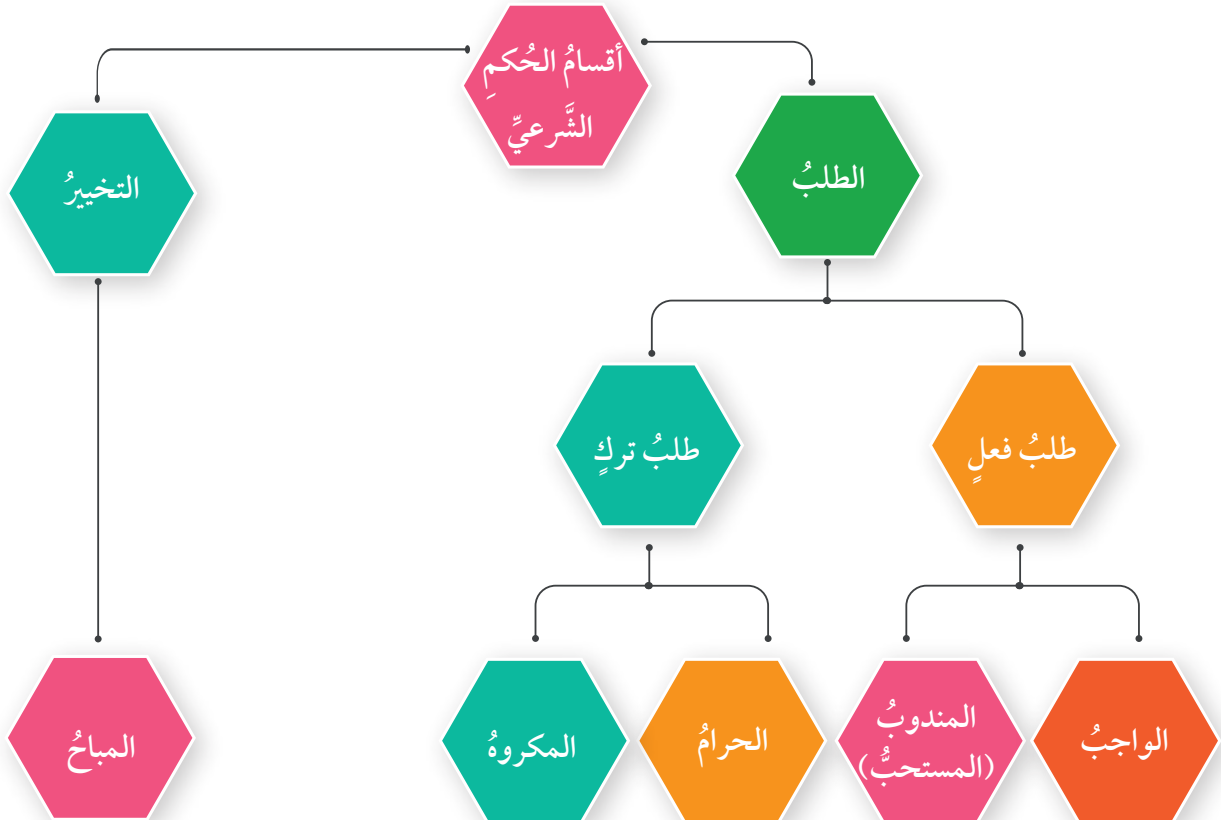 أقسامُ الحُكمِ
الشَّرعيِّ
الطلبُ
التخييرُ
طلبُ فعلٍ
طلبُ تركٍ
الواجبُ
المندوبُ
(المستحبُّ)
الحرامُ
المكروهُ
المباحُ